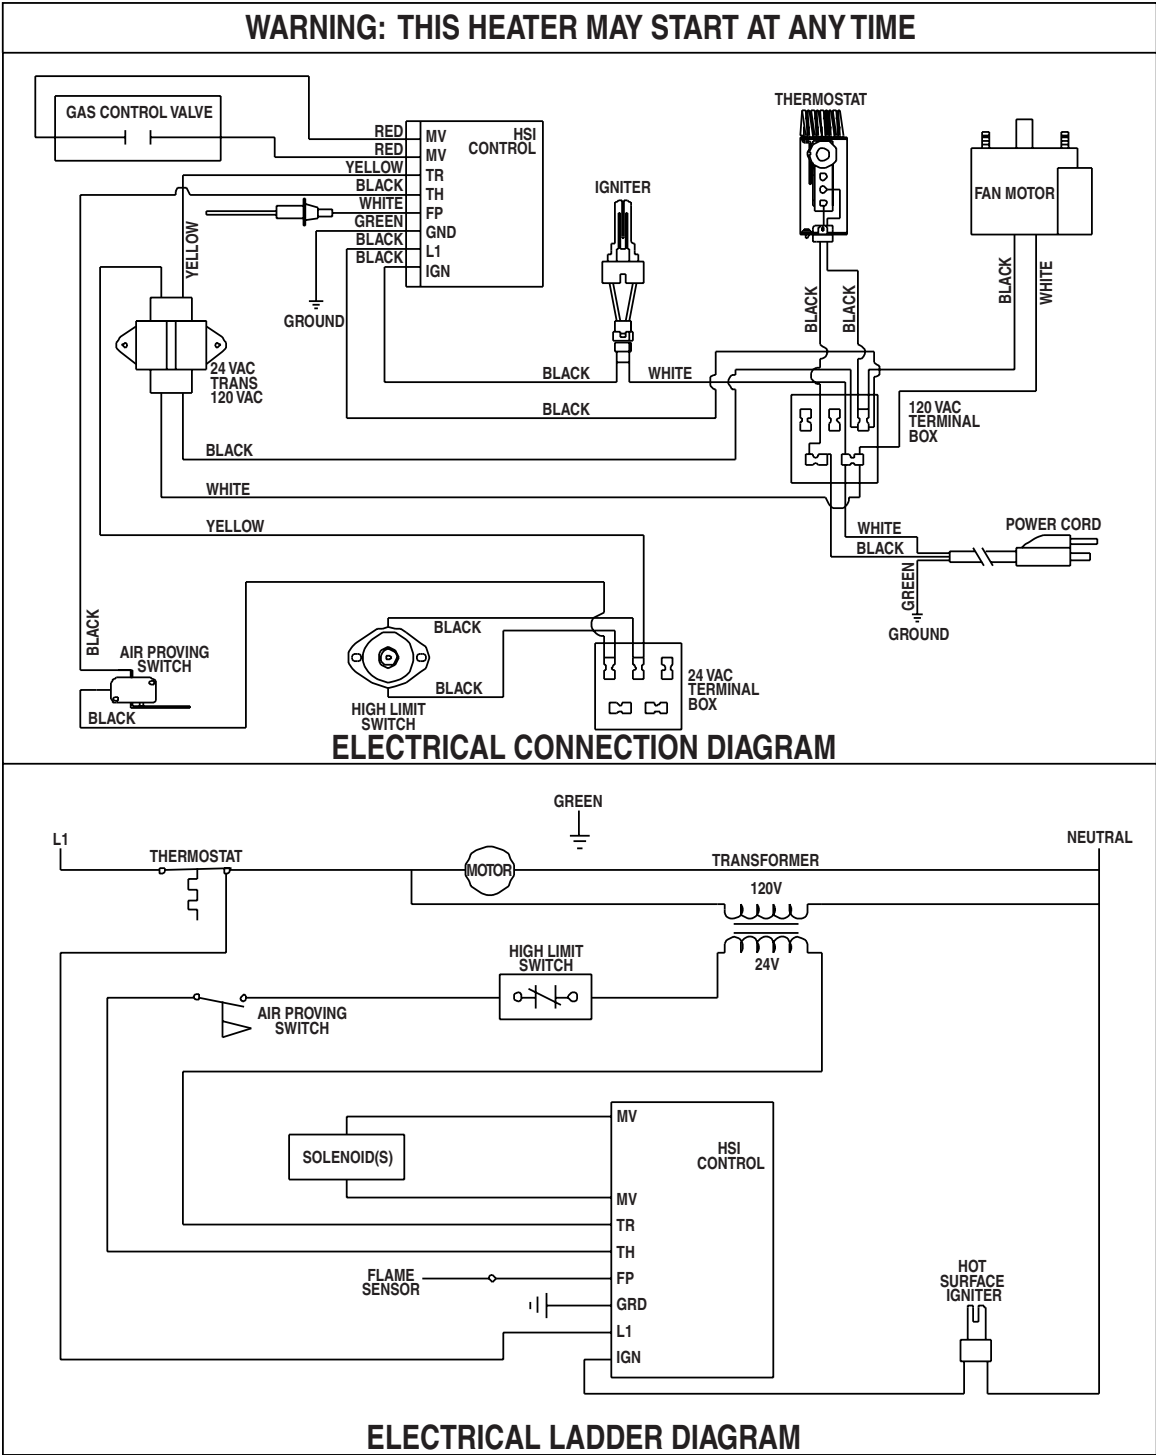 WARNING: THIS HEATER MAY START AT ANY TIME
GAS CONTROL VALVE
RED
RED
YELLOW
BLACK
WHITE
GREEN
BLACK
BLACK
MV
MV
TR
TH
FP
GND
L1
IGN
HSI
CONTROL
IGNITER
THERMOSTAT
FAN MOTOR
YELLOW
GROUND
BLACK
BLACK
BLACK
WHITE
24 VAC
TRANS
120 VAC
BLACK
WHITE
BLACK
120 VAC
TERMINAL
BOX
BLACK
WHITE
YELLOW
WHITE
BLACK
POWER CORD
GREEN
GROUND
BLACK
AIR PROVING
SWITCH
BLACK
BLACK
BLACK
HIGH LIMIT
SWITCH
24 VAC
TERMINAL
BOX
ELECTRICAL CONNECTION DIAGRAM
GREEN
L1
NEUTRAL
THERMOSTAT
MOTOR
TRANSFORMER
120V
24V
HIGH LIMIT
SWITCH
AIR PROVING
SWITCH
MV
HSI
CONTROL
SOLENOID(S)
MV
TR
TH
FLAME
SENSOR
FP
GRD
L1
IGN
HOT
SURFACE
IGNITER
ELECTRICAL LADDER DIAGRAM